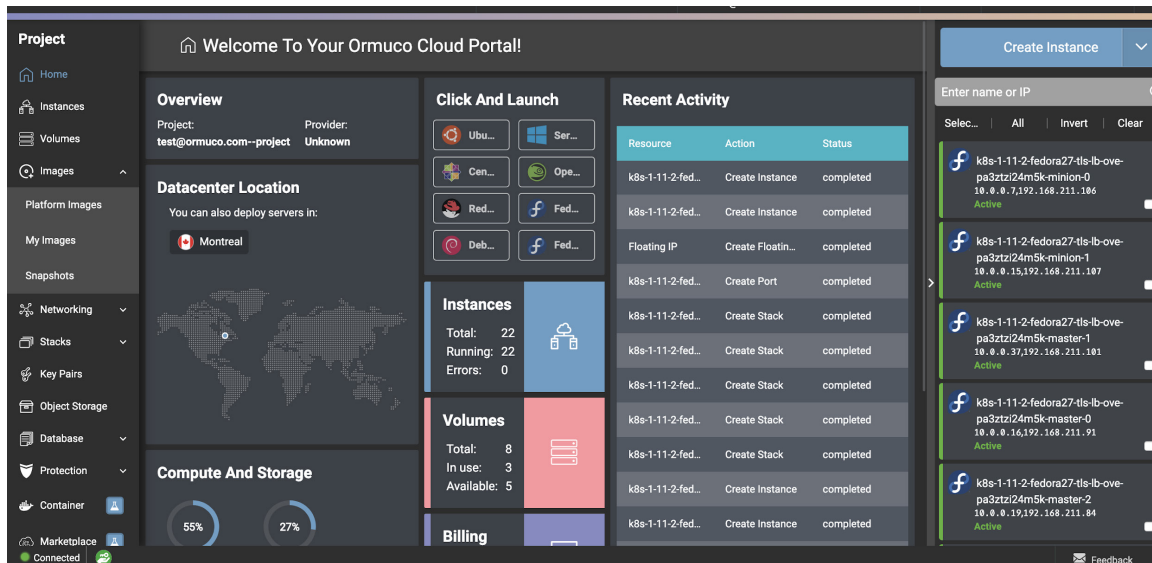 Project
Home
Instances
Volumes
Images
Platform Images
My Images
Snapshots
Networking
Stacks
Key Pairs
Object Storage
Database
Protection
Container
Marketplace
Connected
Welcome To Your Ormuco Cloud Portal!
Overview
Project: Provider:
test@ormuco.com--project Unknown
Datacenter Location
You can also deploy servers in:
Montreal
Compute And Storage
55% 27%
Click And Launch
Ubu... Ser...
Cen... Ope...
Red... Fed...
Deb... Fed...
Instances
Total: 22
Running: 22
Errors: 0
Volumes
Total: 8
In use: 3
Available: 5
Billing
Recent Activity
Resource Action Status
k8s-1-11-2-fed... Create Instance completed
k8s-1-11-2-fed... Create Instance completed
Floating IP Create Floatin... completed
k8s-1-11-2-fed... Create Port completed
k8s-1-11-2-fed... Create Stack completed
k8s-1-11-2-fed... Create Stack completed
k8s-1-11-2-fed... Create Stack completed
k8s-1-11-2-fed... Create Stack completed
k8s-1-11-2-fed... Create Stack completed
k8s-1-11-2-fed... Create Instance completed
k8s-1-11-2-fed... Create Instance completed
Create Instance
Enter name or IP
Selec... | All | Invert | Clear
k8s-1-11-2-fedora27-tls-lb-ove-
pa3ztzi24m5k-minion-0
10.0.0.7,192.168.211.106
Active
k8s-1-11-2-fedora27-tls-lb-ove-
pa3ztzi24m5k-minion-1
10.0.0.15,192.168.211.107
Active
k8s-1-11-2-fedora27-tls-lb-ove-
pa3ztzi24m5k-master-1
10.0.0.37,192.168.211.101
Active
k8s-1-11-2-fedora27-tls-lb-ove-
pa3ztzi24m5k-master-0
10.0.0.16,192.168.211.91
Active
k8s-1-11-2-fedora27-tls-lb-ove-
pa3ztzi24m5k-master-2
10.0.0.19,192.168.211.84
Active
Feedback